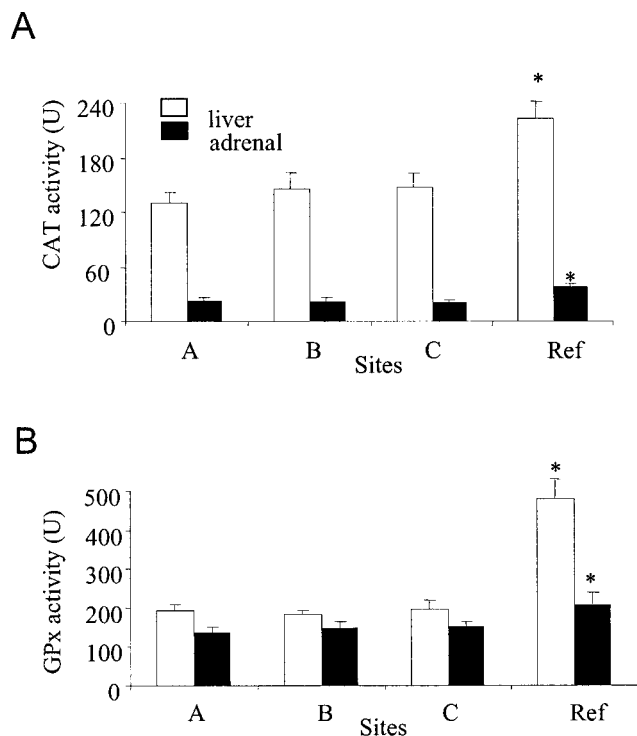 A
CAT activity (U)
240
180
120
60
0
liver
adrenal
*
*
A B C Ref
Sites
B
GPx activity (U)
500
400
300
200
100
0
*
*
A B C Ref
Sites